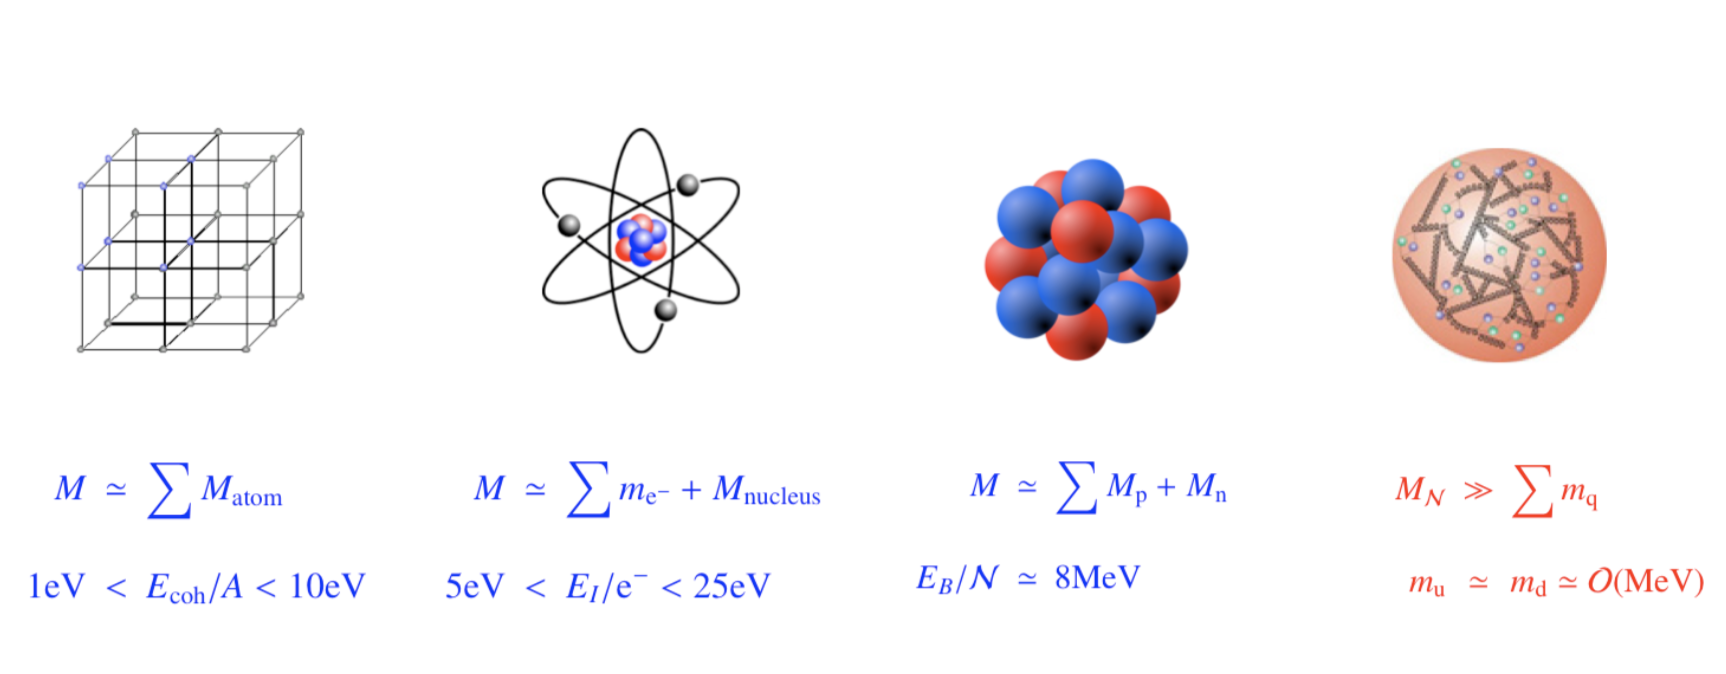 M ≃ ∑ M_atom
M ≃ ∑ m_e⁻ + M_nucleus
M ≃ ∑ M_p + M_n
M_𝒩 ≫ ∑ m_q
1eV < E_coh/A < 10eV
5eV < E_I/e⁻ < 25eV
E_B/𝒩 ≃ 8MeV
m_u ≃ m_d ≃ 𝒪(MeV)